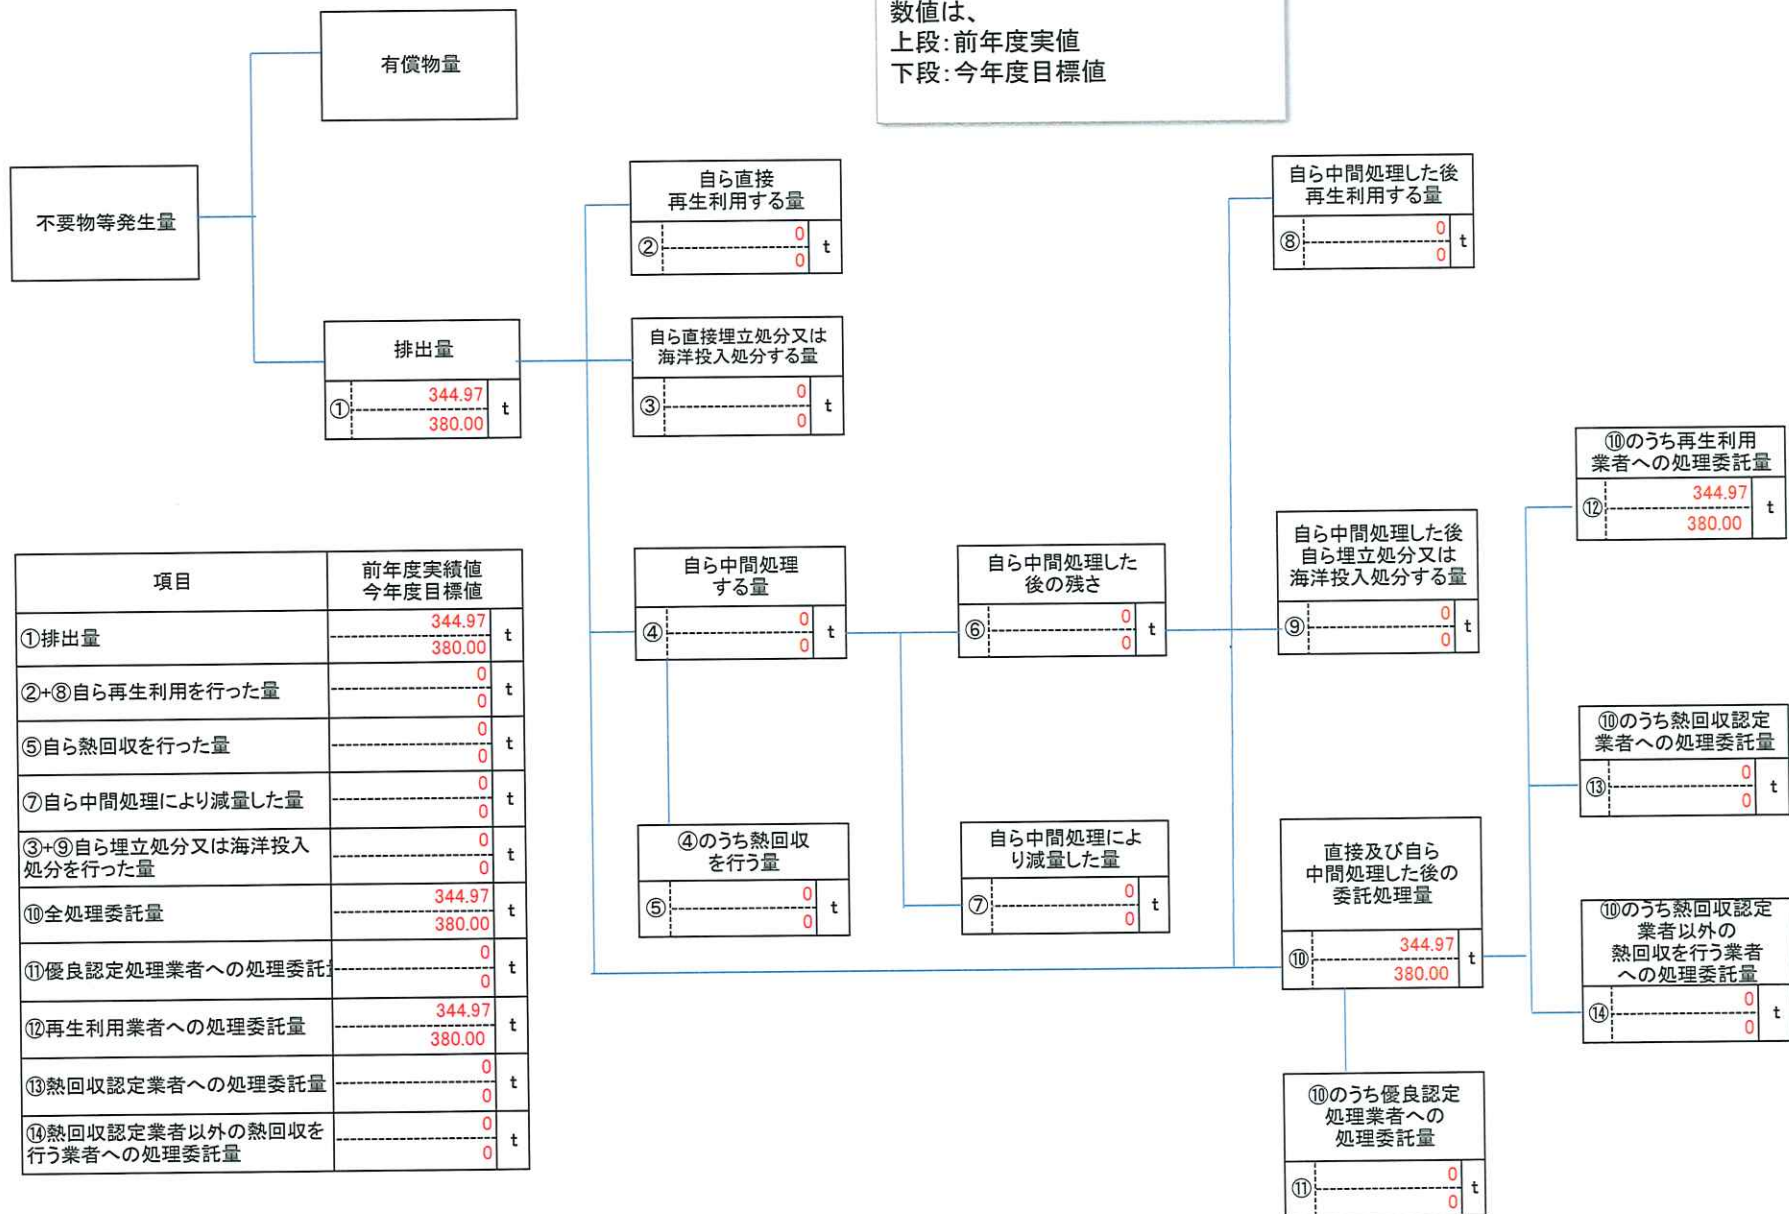 数値は、
上段:前年度実値
下段:今年度目標値
有償物量
不要物等発生量
排出量
① 344.97 t
380.00
自ら直接
再生利用する量
② 0 t
0
自ら直接埋立処分又は
海洋投入処分する量
③ 0 t
0
自ら中間処理
する量
④ 0 t
0
④のうち熱回収
を行う量
⑤ 0 t
0
自ら中間処理した
後の残さ
⑥ 0 t
0
自ら中間処理によ
り減量した量
⑦ 0 t
0
自ら中間処理した後
再生利用する量
⑧ 0 t
0
自ら中間処理した後
自ら埋立処分又は
海洋投入処分する量
⑨ 0 t
0
直接及び自ら
中間処理した後の
委託処理量
⑩ 344.97 t
380.00
⑩のうち優良認定
処理業者への
処理委託量
⑪ 0 t
0
⑩のうち再生利用
業者への処理委託量
⑫ 344.97 t
380.00
⑩のうち熱回収認定
業者への処理委託量
⑬ 0 t
0
⑩のうち熱回収認定
業者以外の
熱回収を行う業者
への処理委託量
⑭ 0 t
0
項目 前年度実績値
今年度目標値
①排出量 344.97 t
380.00
②+⑧自ら再生利用を行った量 0 t
0
⑤自ら熱回収を行った量 0 t
0
⑦自ら中間処理により減量した量 0 t
0
③+⑨自ら埋立処分又は海洋投入
処分を行った量 0 t
0
⑩全処理委託量 344.97 t
380.00
⑪優良認定処理業者への処理委託 0 t
0
⑫再生利用業者への処理委託量 344.97 t
380.00
⑬熱回収認定業者への処理委託量 0 t
0
⑭熱回収認定業者以外の熱回収を
行う業者への処理委託量 0 t
0